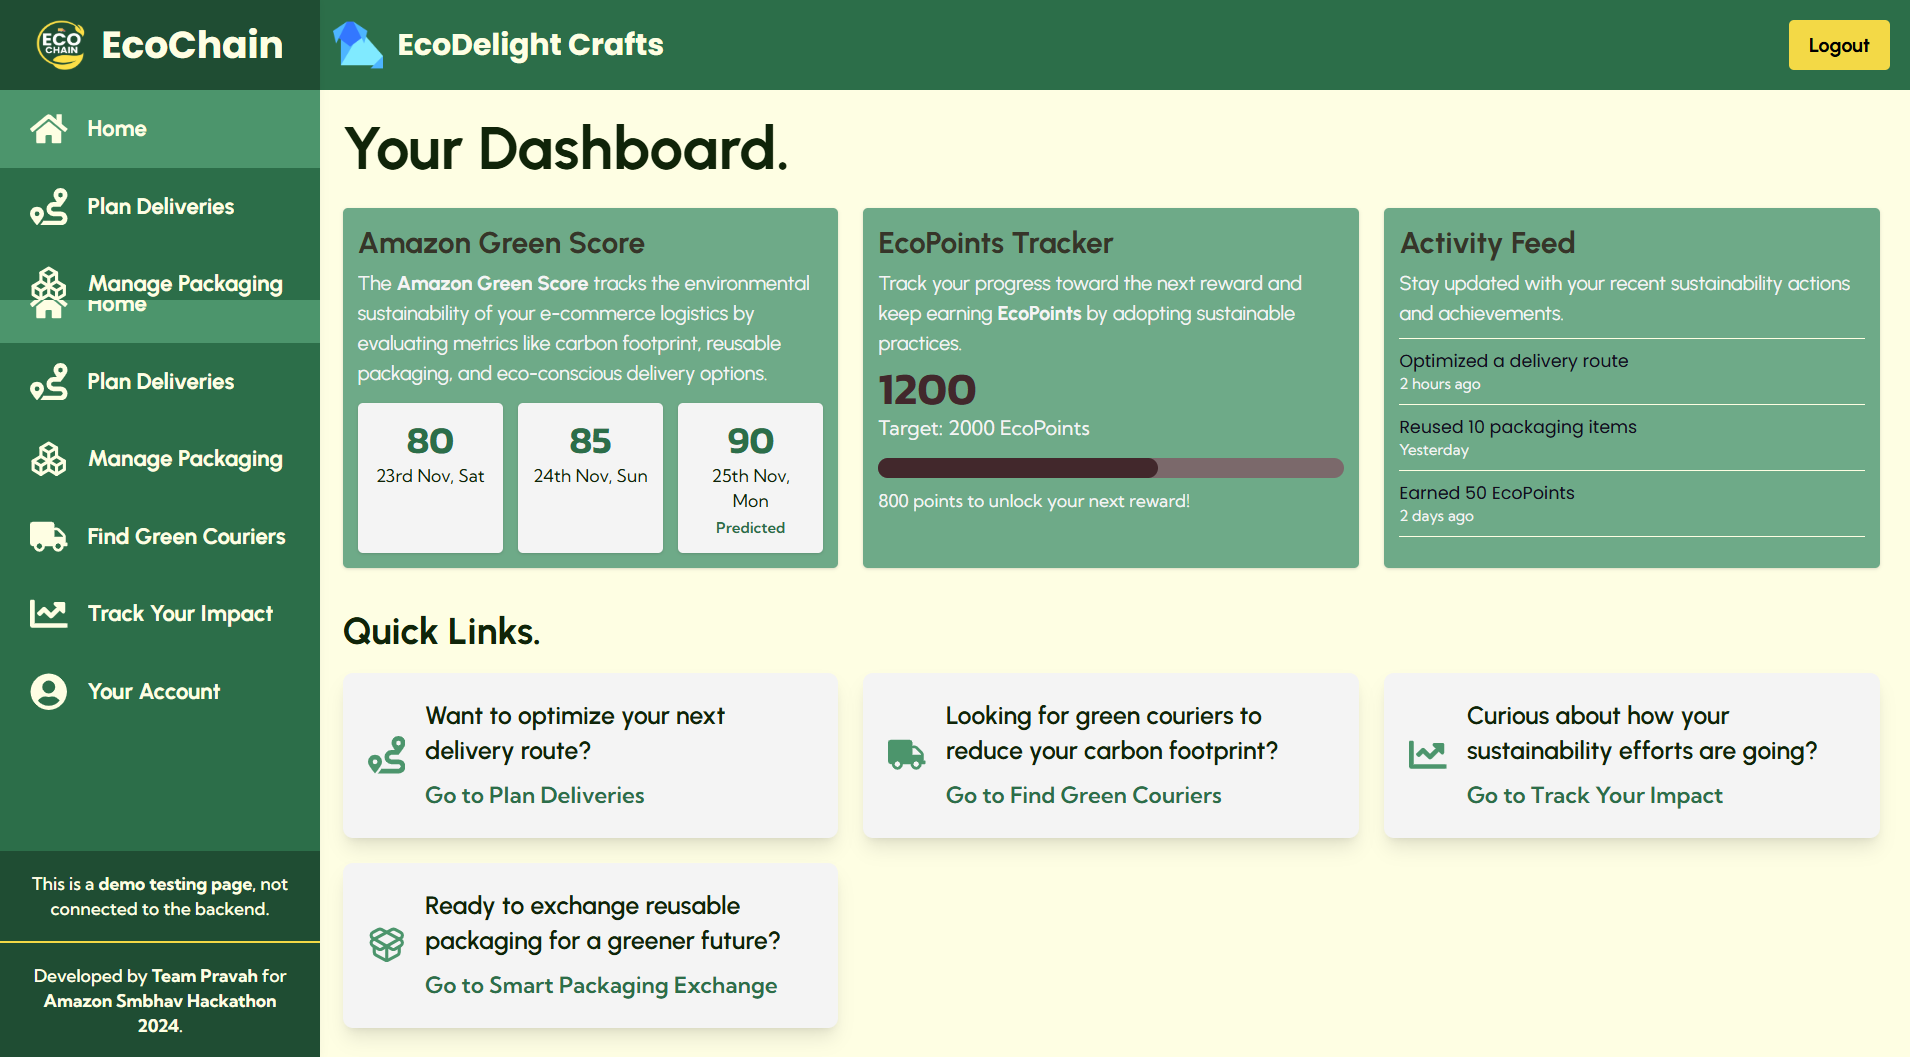 ECO
CHAIN
EcoChain
EcoDelight Crafts
Logout
Home
Plan Deliveries
Manage Packaging
Home
Plan Deliveries
Manage Packaging
Find Green Couriers
Track Your Impact
Your Account
This is a demo testing page, not
connected to the backend.
Developed by Team Pravah for
Amazon Smbhav Hackathon
2024.
Your Dashboard.
Amazon Green Score
The Amazon Green Score tracks the environmental
sustainability of your e-commerce logistics by
evaluating metrics like carbon footprint, reusable
packaging, and eco-conscious delivery options.
80
23rd Nov, Sat
85
24th Nov, Sun
90
25th Nov,
Mon
Predicted
EcoPoints Tracker
Track your progress toward the next reward and
keep earning EcoPoints by adopting sustainable
practices.
1200
Target: 2000 EcoPoints
800 points to unlock your next reward!
Activity Feed
Stay updated with your recent sustainability actions
and achievements.
Optimized a delivery route
2 hours ago
Reused 10 packaging items
Yesterday
Earned 50 EcoPoints
2 days ago
Quick Links.
Want to optimize your next
delivery route?
Go to Plan Deliveries
Looking for green couriers to
reduce your carbon footprint?
Go to Find Green Couriers
Curious about how your
sustainability efforts are going?
Go to Track Your Impact
Ready to exchange reusable
packaging for a greener future?
Go to Smart Packaging Exchange